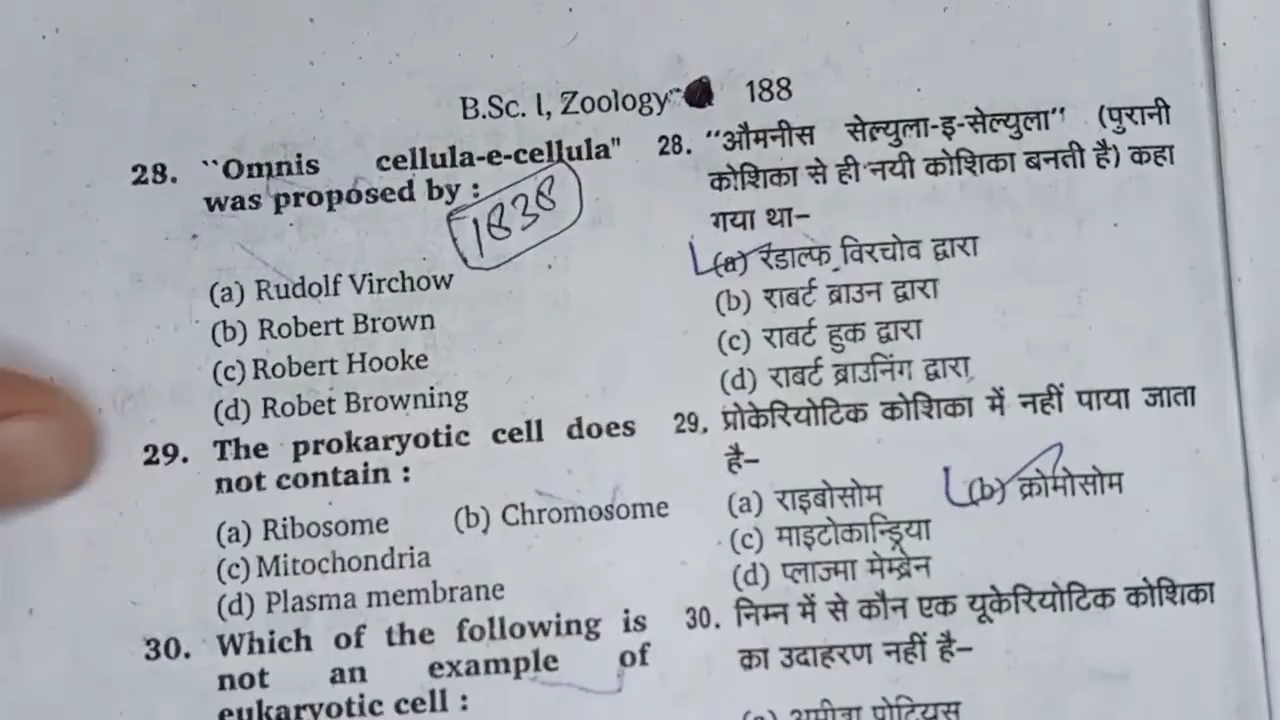 B.Sc. I, Zoology 188
28. ``Omnis cellula-e-cellula"
was proposed by :
1838
(a) Rudolf Virchow
(b) Robert Brown
(c) Robert Hooke
(d) Robet Browning
29. The prokaryotic cell does
not contain :
(a) Ribosome (b) Chromosome
(c) Mitochondria
(d) Plasma membrane
30. Which of the following is
not an example of
eukaryotic cell :
28. ‘‘औमनीस सेल्युला-इ-सेल्युला’’ (पुरानी
कोशिका से ही नयी कोशिका बनती है) कहा
गया था–
(a) रुडाल्फ विरचोव द्वारा
(b) राबर्ट ब्राउन द्वारा
(c) राबर्ट हुक द्वारा
(d) राबर्ट ब्राउनिंग द्वारा
29. प्रोकेरियोटिक कोशिका में नहीं पाया जाता
है–
(a) राइबोसोम (b) क्रोमोसोम
(c) माइटोकान्ड्रिया
(d) प्लाज्मा मेम्ब्रेन
30. निम्न में से कौन एक यूकेरियोटिक कोशिका
का उदाहरण नहीं है–
(a) अमीबा प्रोटियस